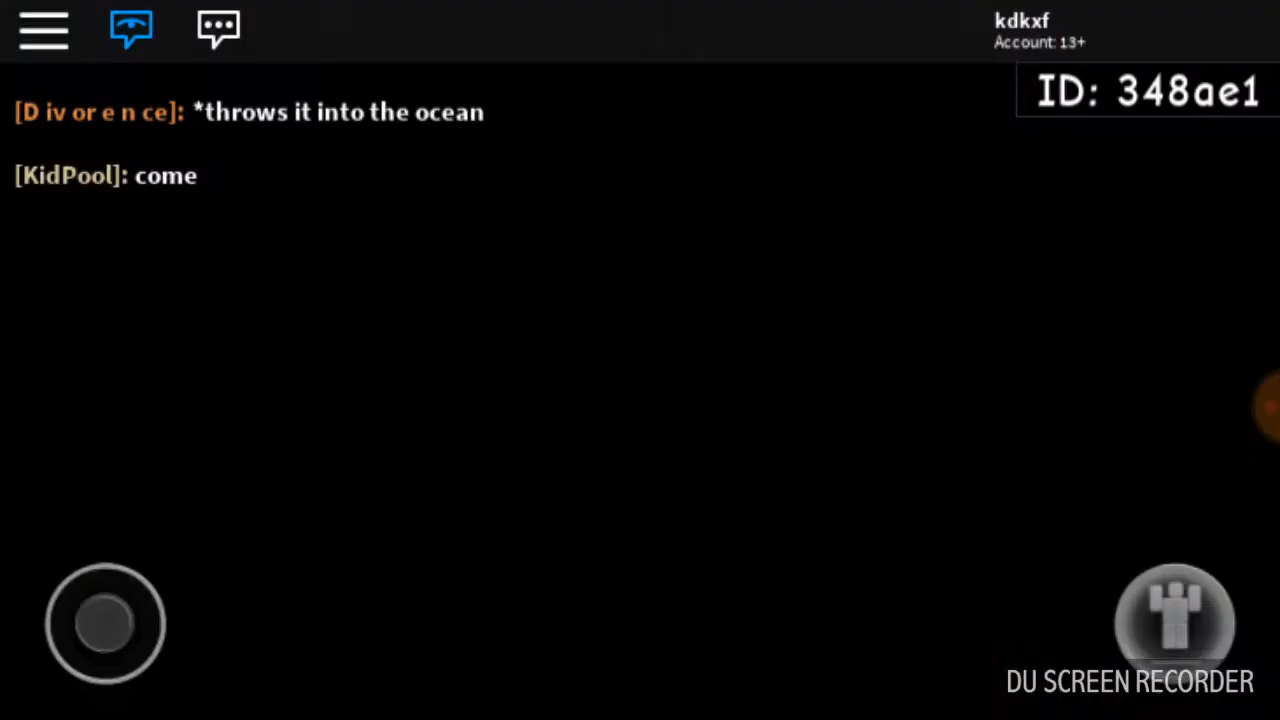 kdkxf
Account: 13+
ID: 348ae1
[D iv or e n ce]: *throws it into the ocean
[KidPool]: come
DU SCREEN RECORDER